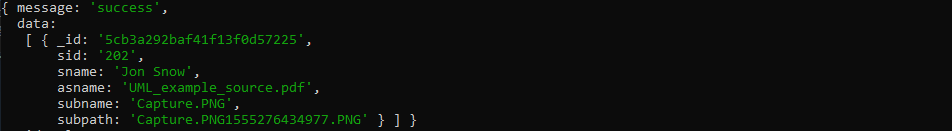 { message: 'success',
data:
[ { _id: '5cb3a292baf41f13f0d57225',
sid: '202',
sname: 'Jon Snow',
asname: 'UML_example_source.pdf',
subname: 'Capture.PNG',
subpath: 'Capture.PNG1555276434977.PNG' } ] }